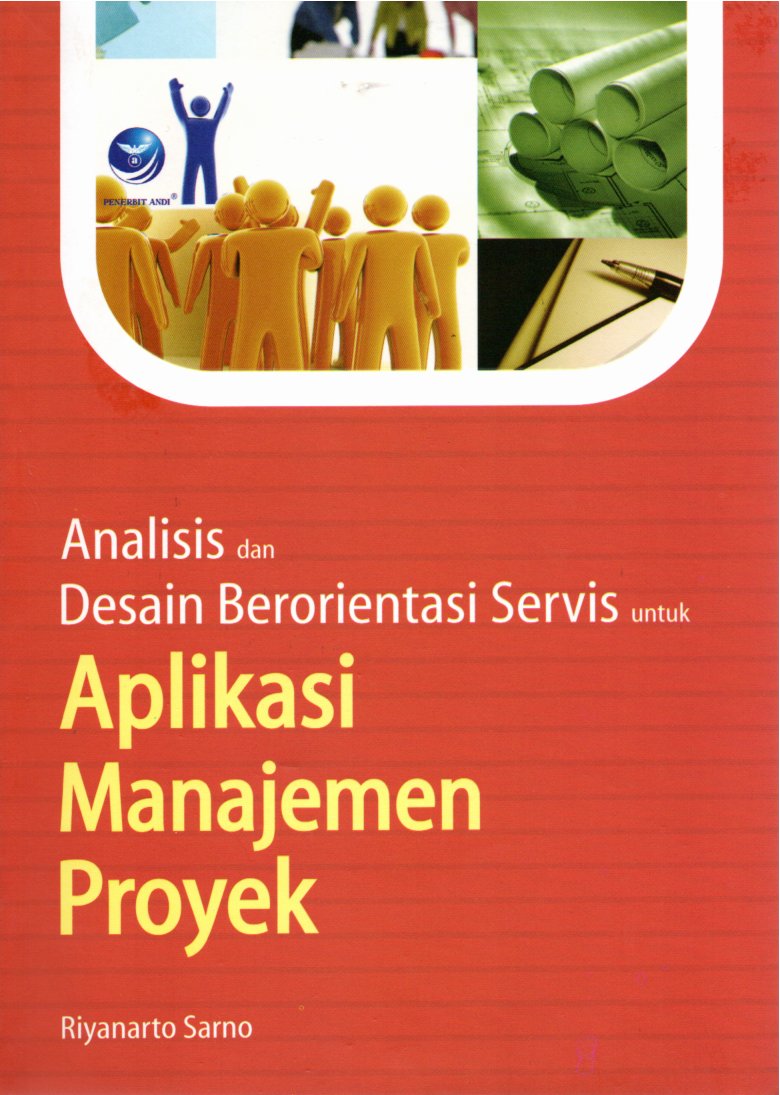 a
PENERBIT ANDI®
Analisis dan
Desain Berorientasi Servis untuk
Aplikasi
Manajemen
Proyek
Riyanarto Sarno